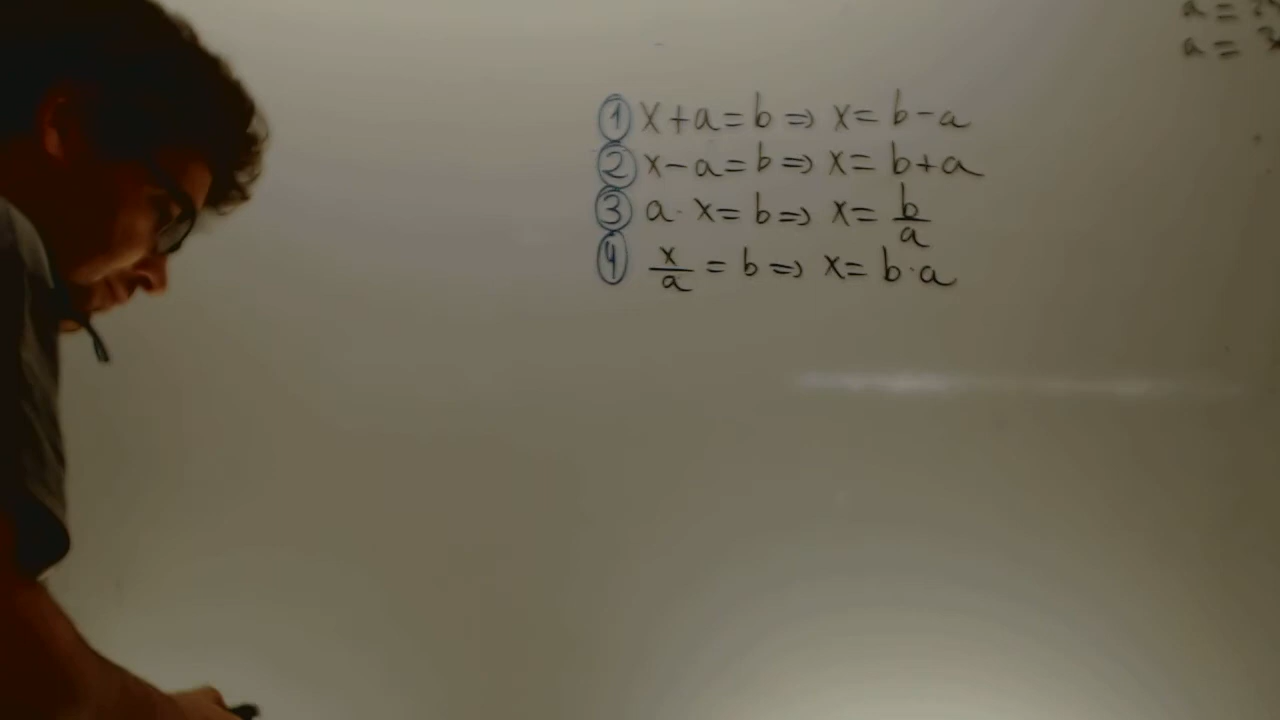 ① x+a=b⇒ x= b-a
② x-a=b⇒ x= b+a
③ a·x=b⇒ x= b/a
④ x/a = b⇒ x= b·a
a =
a =